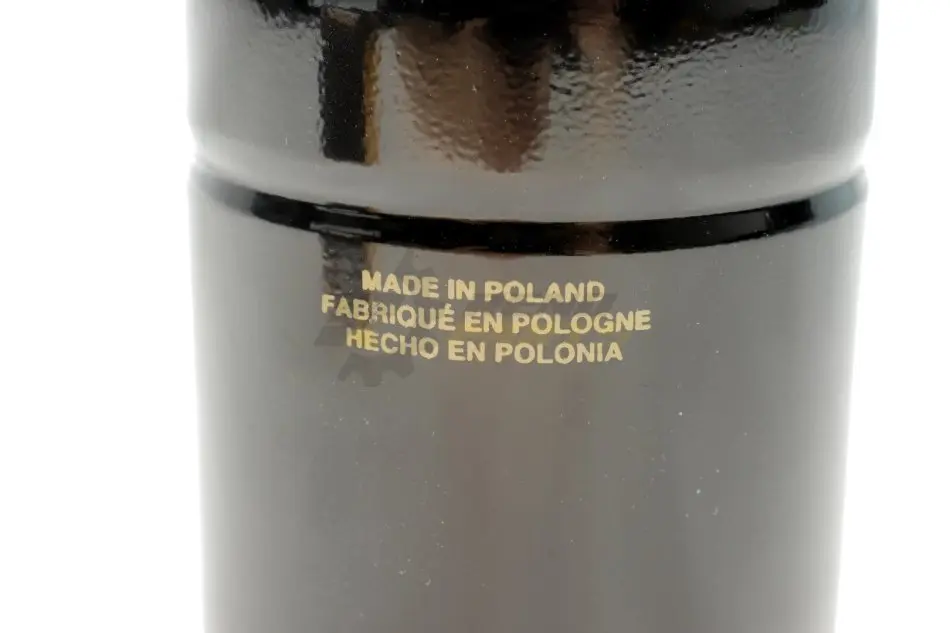 MADE IN POLAND
FABRIQUÉ EN POLOGNE
HECHO EN POLONIA